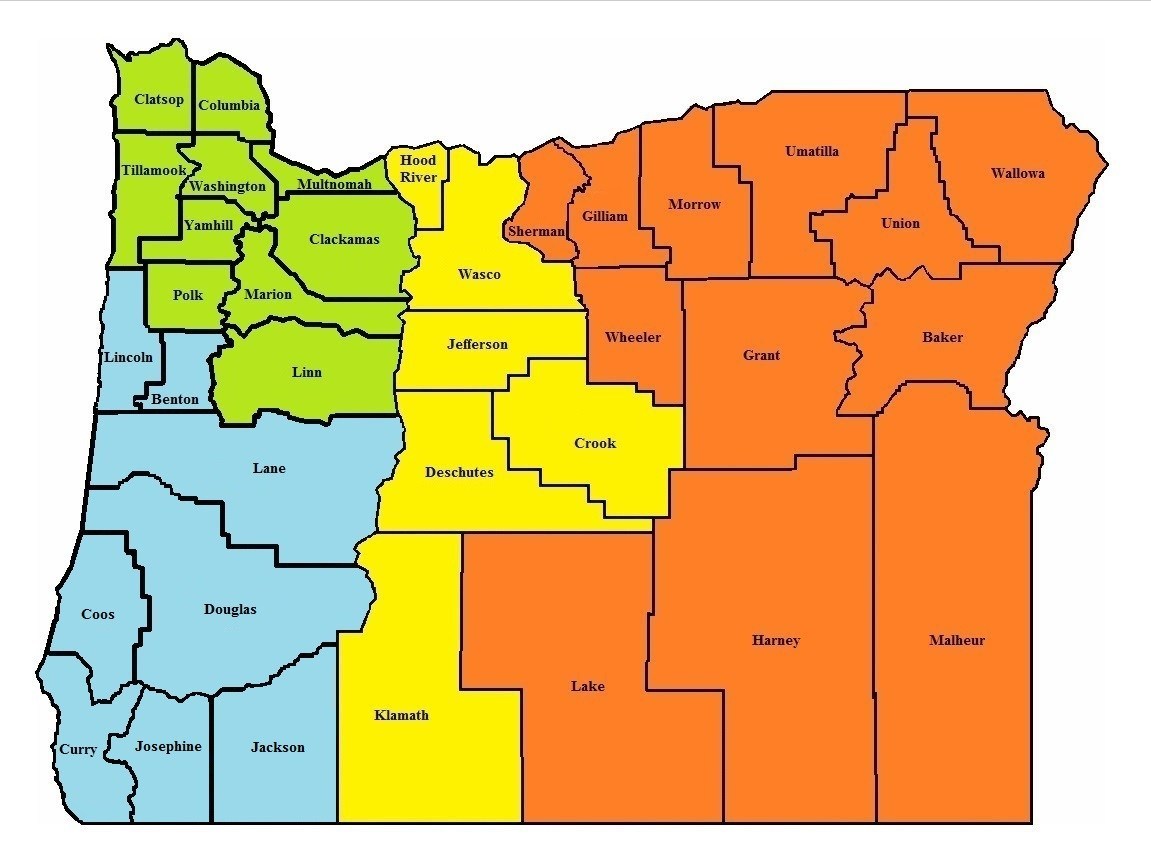 Clatsop
Columbia
Tillamook
Washington
Multnomah
Hood
River
Yamhill
Clackamas
Polk
Marion
Lincoln
Benton
Linn
Lane
Douglas
Coos
Curry
Josephine
Jackson
Wasco
Sherman
Gilliam
Morrow
Umatilla
Union
Wallowa
Jefferson
Wheeler
Grant
Baker
Crook
Deschutes
Klamath
Lake
Harney
Malheur